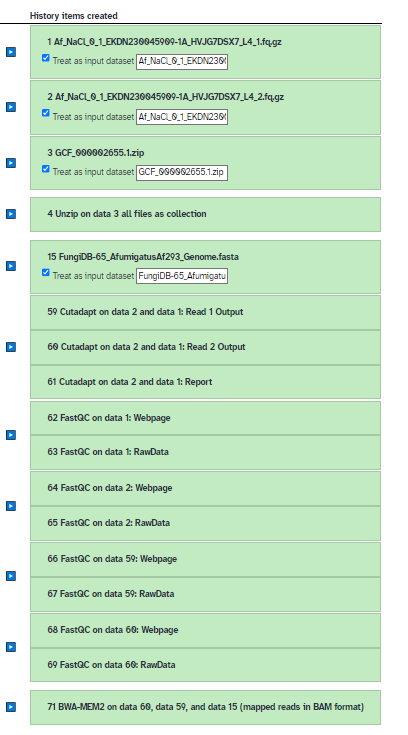 History items created
1 Af_NaCl_0_1_EKDN230045909-1A_HVJG7DSX7_L4_1.fq.gz
Treat as input dataset Af_NaCl_0_1_EKDN2300
2 Af_NaCl_0_1_EKDN230045909-1A_HVJG7DSX7_L4_2.fq.gz
Treat as input dataset Af_NaCl_0_1_EKDN2300
3 GCF_000002655.1.zip
Treat as input dataset GCF_000002655.1.zip
4 Unzip on data 3 all files as collection
15 FungiDB-65_AfumigatusAf293_Genome.fasta
Treat as input dataset FungiDB-65_Afumigatu
59 Cutadapt on data 2 and data 1: Read 1 Output
60 Cutadapt on data 2 and data 1: Read 2 Output
61 Cutadapt on data 2 and data 1: Report
62 FastQC on data 1: Webpage
63 FastQC on data 1: RawData
64 FastQC on data 2: Webpage
65 FastQC on data 2: RawData
66 FastQC on data 59: Webpage
67 FastQC on data 59: RawData
68 FastQC on data 60: Webpage
69 FastQC on data 60: RawData
71 BWA-MEM2 on data 60, data 59, and data 15 (mapped reads in BAM format)